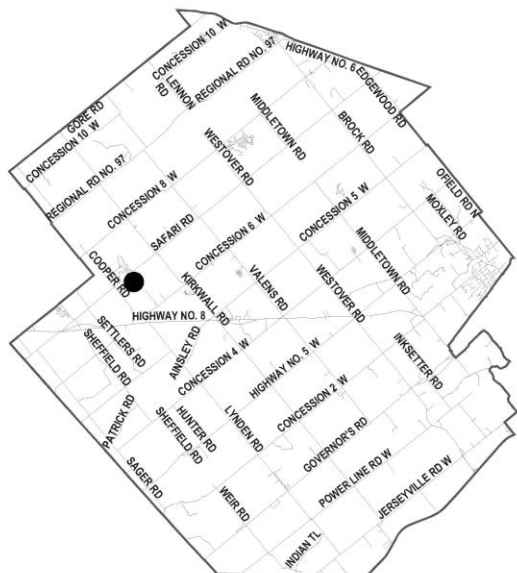 CONCESSION 10 W
LENNON
RD
REGIONAL RD NO. 97
HIGHWAY NO. 6
EDGEWOOD RD
GORE RD
CONCESSION 10 W
REGIONAL RD NO. 97
MIDDLETOWN RD
BROCK RD
WESTOVER RD
CONCESSION 8 W
SAFARI RD
CONCESSION 6 W
CONCESSION 5 W
OFIELD RD N
MOXLEY RD
MIDDLETOWN RD
COOPER RD
KIRKWALL RD
VALENS RD
WESTOVER RD
HIGHWAY NO. 8
SETTLERS RD
SHEFFIELD RD
AINSLEY RD
CONCESSION 4 W
HIGHWAY NO. 5 W
INKSETTER RD
PATRICK RD
HUNTER RD
SHEFFIELD RD
LYNDEN RD
CONCESSION 2 W
GOVERNOR'S RD
SAGER RD
WEIR RD
POWER LINE RD W
JERSEYVILLE RD W
INDIAN TL